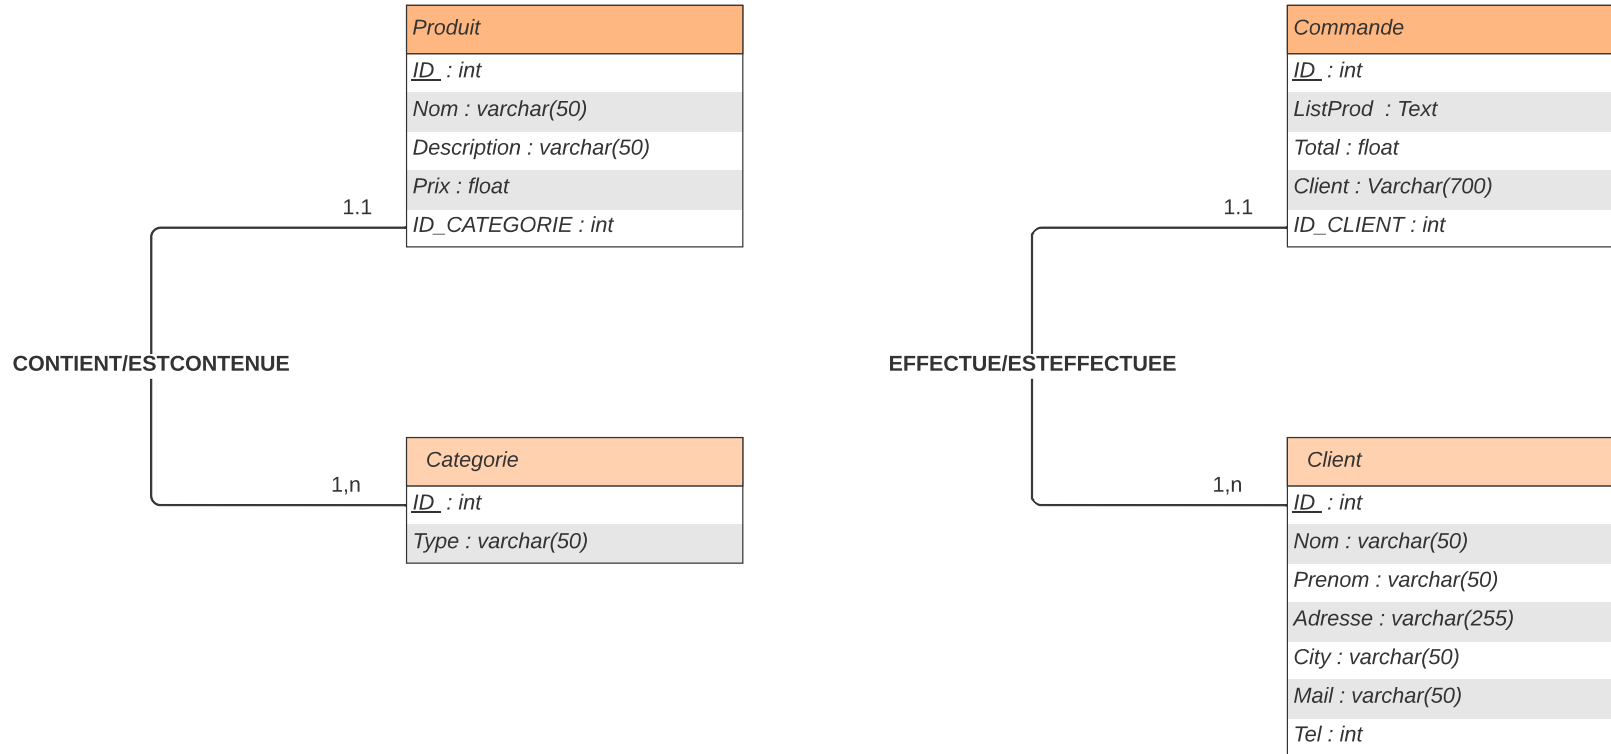 Produit
ID : int
Nom : varchar(50)
Description : varchar(50)
Prix : float
ID_CATEGORIE : int
1.1
CONTIENT/ESTCONTENUE
1,n
Categorie
ID : int
Type : varchar(50)
Commande
ID : int
ListProd : Text
Total : float
Client : Varchar(700)
ID_CLIENT : int
1.1
EFFECTUE/ESTEFFECTUEE
1,n
Client
ID : int
Nom : varchar(50)
Prenom : varchar(50)
Adresse : varchar(255)
City : varchar(50)
Mail : varchar(50)
Tel : int